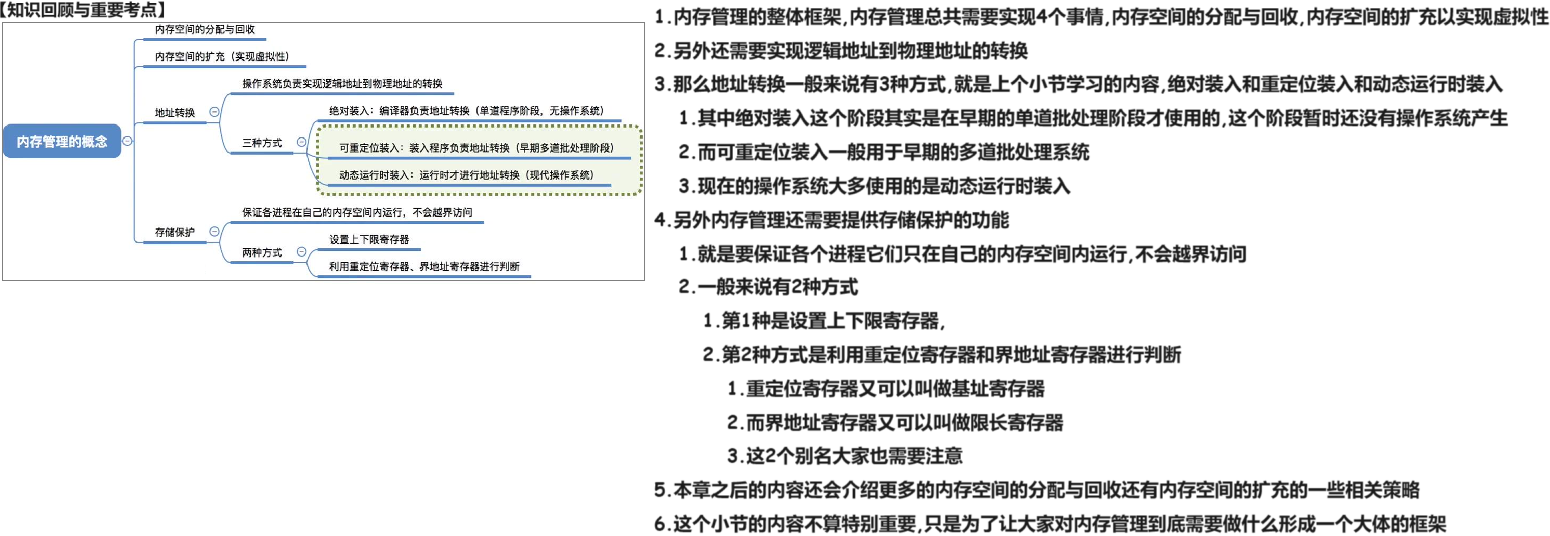 【知识回顾与重要考点】
内存空间的分配与回收
内存空间的扩充（实现虚拟性）
操作系统负责实现逻辑地址到物理地址的转换
地址转换
绝对装入：编译器负责地址转换（单道程序阶段，无操作系统）
三种方式
可重定位装入：装入程序负责地址转换（早期多道批处理阶段）
动态运行时装入：运行时才进行地址转换（现代操作系统）
内存管理的概念
保证各进程在自己的内存空间内运行，不会越界访问
存储保护
设置上下限寄存器
两种方式
利用重定位寄存器、界地址寄存器进行判断
1.内存管理的整体框架,内存管理总共需要实现4个事情,内存空间的分配与回收,内存空间的扩充以实现虚拟性
2.另外还需要实现逻辑地址到物理地址的转换
3.那么地址转换一般来说有3种方式,就是上个小节学习的内容,绝对装入和重定位装入和动态运行时装入
1.其中绝对装入这个阶段其实是在早期的单道批处理阶段才使用的,这个阶段暂时还没有操作系统产生
2.而可重定位装入一般用于早期的多道批处理系统
3.现在的操作系统大多使用的是动态运行时装入
4.另外内存管理还需要提供存储保护的功能
1.就是要保证各个进程它们只在自己的内存空间内运行,不会越界访问
2.一般来说有2种方式
1.第1种是设置上下限寄存器,
2.第2种方式是利用重定位寄存器和界地址寄存器进行判断
1.重定位寄存器又可以叫做基址寄存器
2.而界地址寄存器又可以叫做限长寄存器
3.这2个别名大家也需要注意
5.本章之后的内容还会介绍更多的内存空间的分配与回收还有内存空间的扩充的一些相关策略
6.这个小节的内容不算特别重要,只是为了让大家对内存管理到底需要做什么形成一个大体的框架